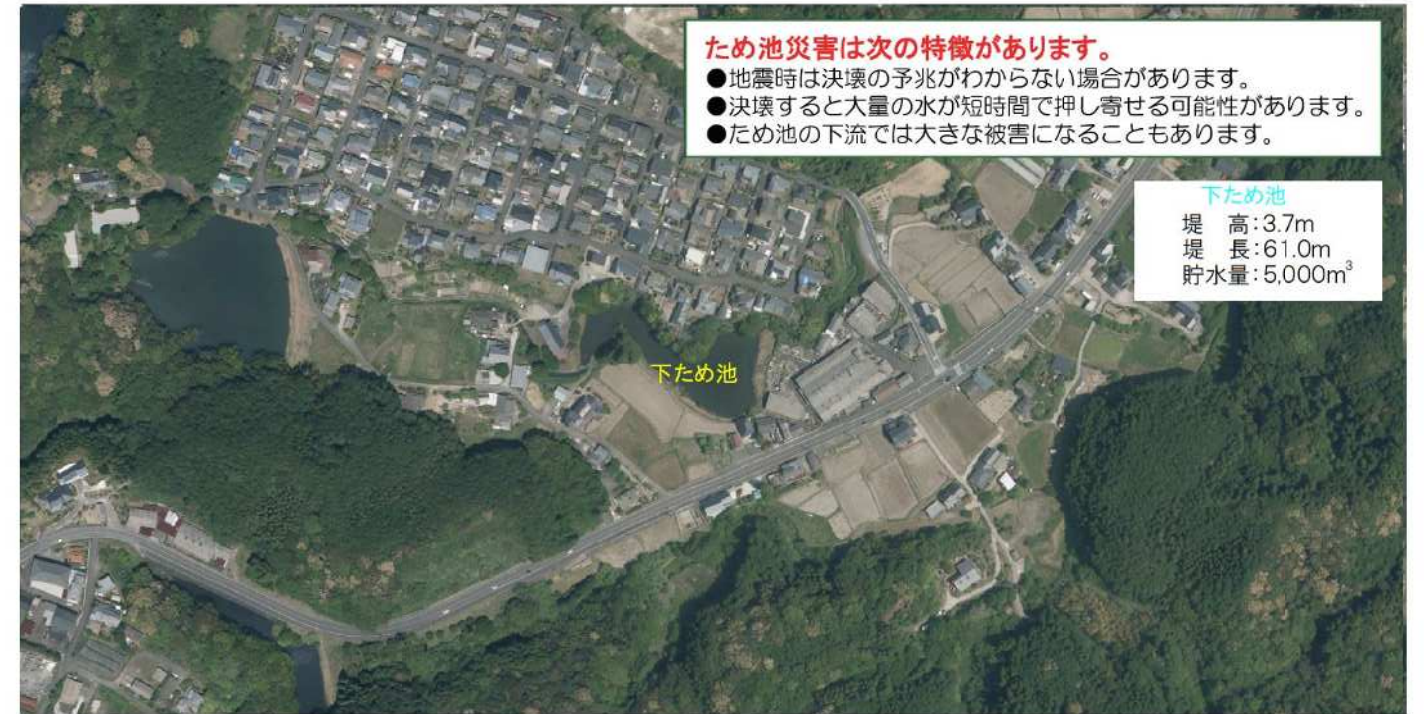 ため池災害は次の特徴があります。
●地震時は決壊の予兆がわからない場合があります。
●決壊すると大量の水が短時間で押し寄せる可能性があります。
●ため池の下流では大きな被害になることもあります。
下ため池
堤　高：3.7m
堤　長：61.0m
貯水量：5,000m³
下ため池